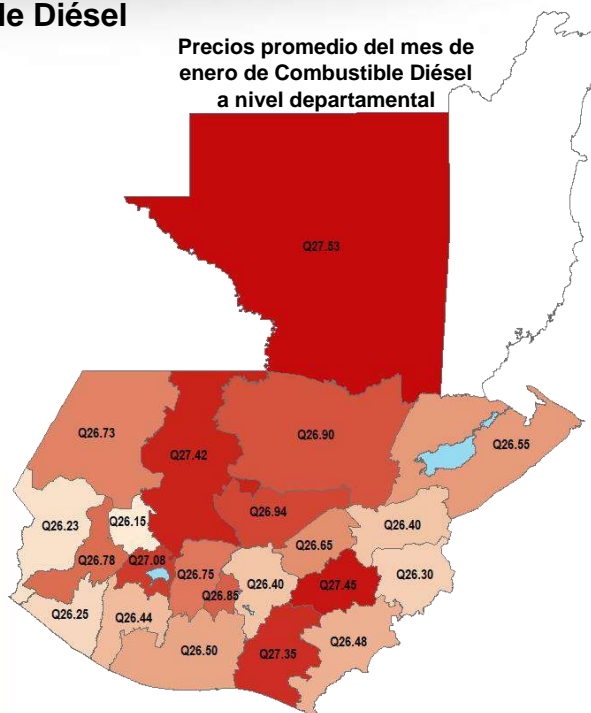 le Diésel
Precios promedio del mes de
enero de Combustible Diésel
a nivel departamental
Q27.53
Q26.73
Q27.42
Q26.90
Q26.55
Q26.23
Q26.15
Q26.94
Q26.40
Q26.78
Q27.08
Q26.75
Q26.65
Q26.85
Q26.40
Q27.45
Q26.30
Q26.25
Q26.44
Q26.50
Q27.35
Q26.48